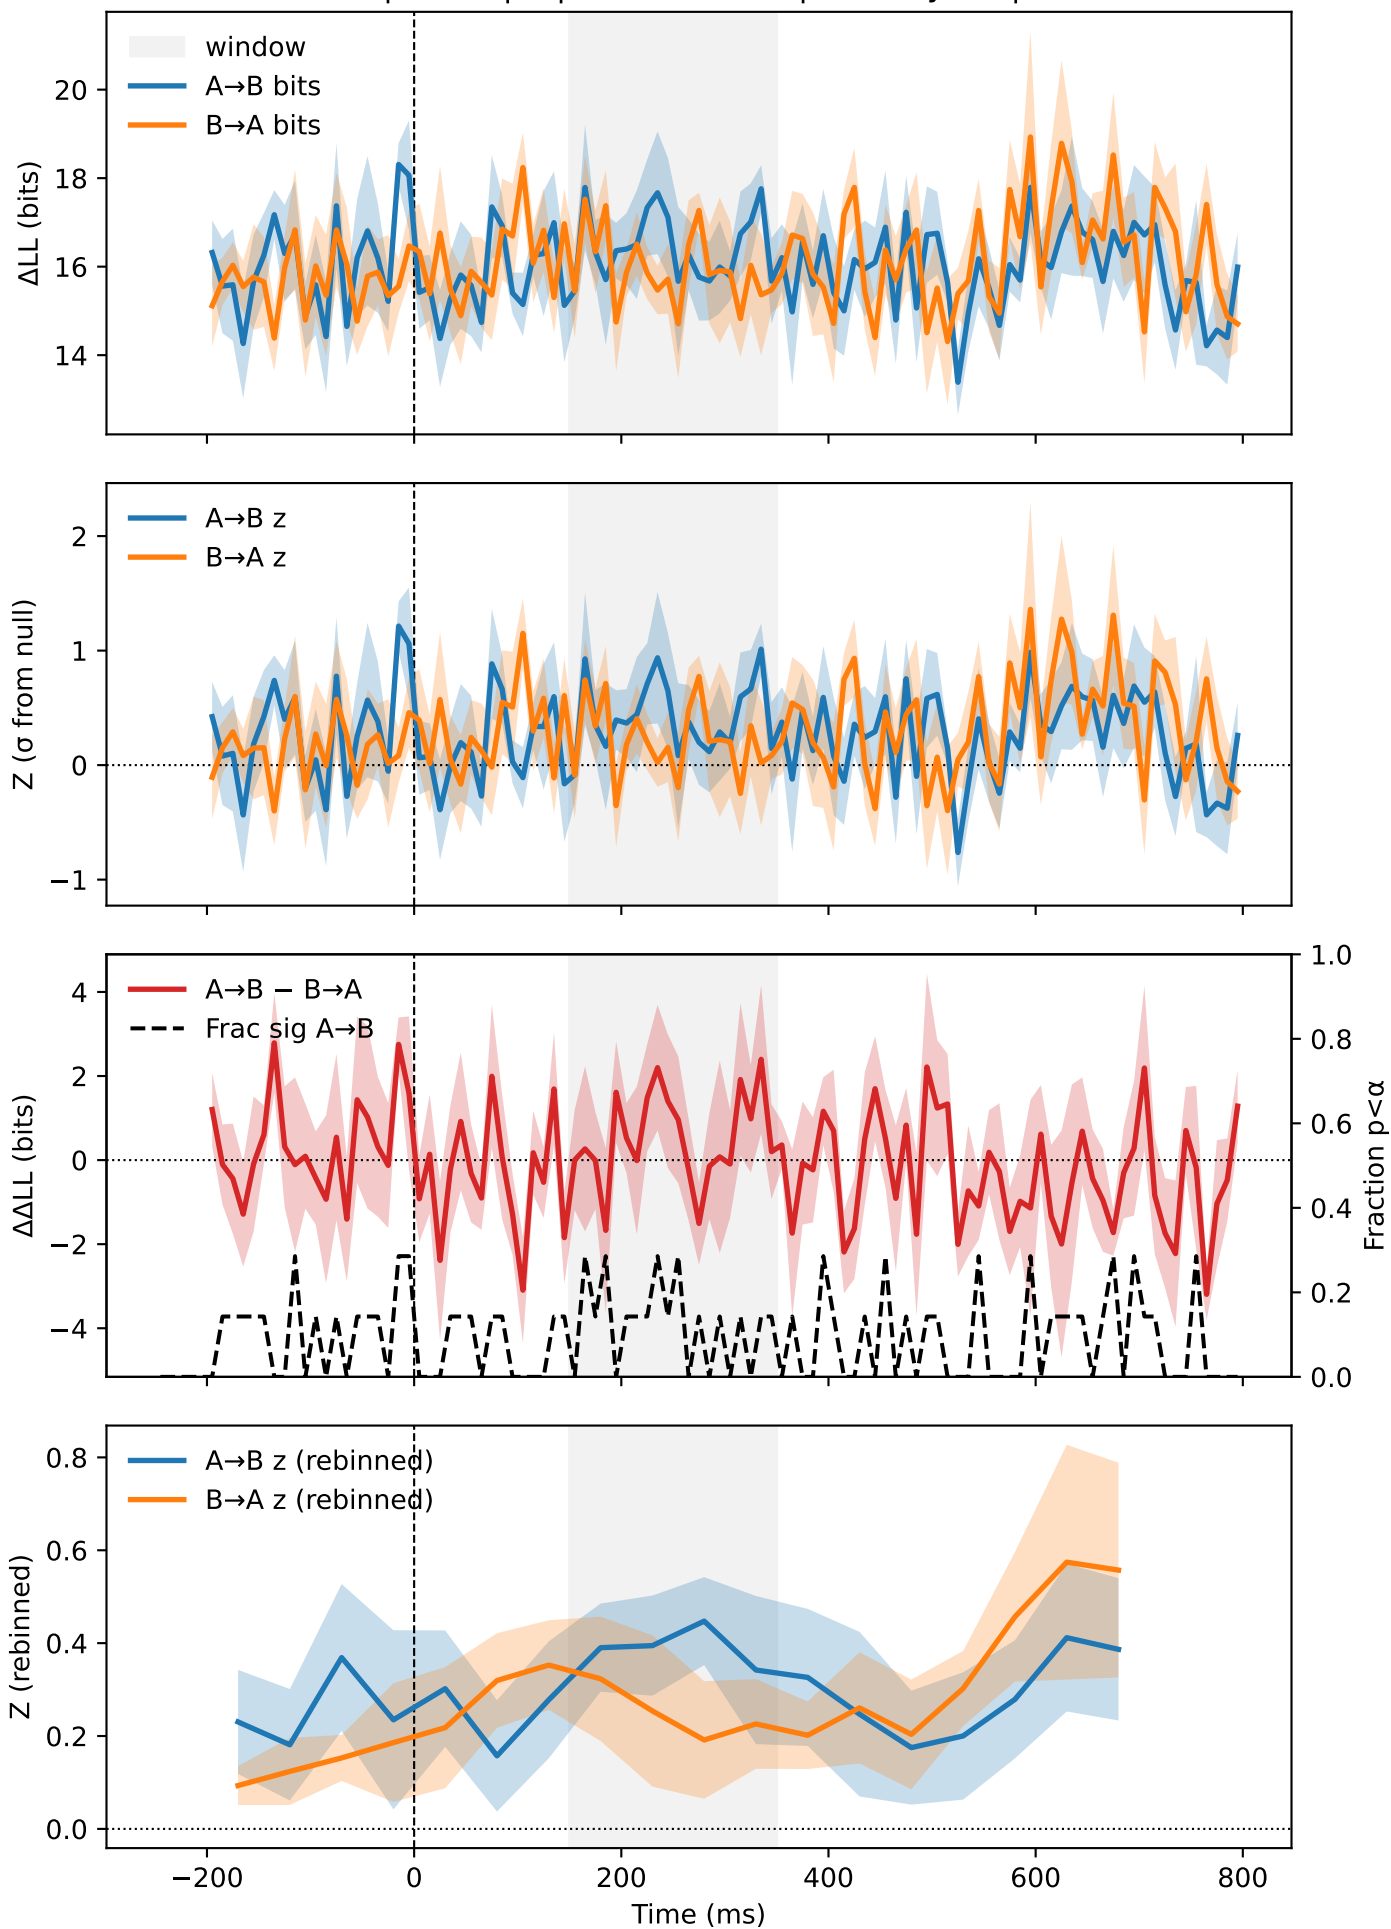 window
A→B bits
B→A bits
ΔLL (bits)
20
18
16
14
A→B z
B→A z
Z (σ from null)
2
1
0
−1
A→B − B→A
Frac sig A→B
ΔΔLL (bits)
4
2
0
−2
−4
1.0
0.8
0.6
0.4
0.2
0.0
Fraction p<α
A→B z (rebinned)
B→A z (rebinned)
Z (rebinned)
0.8
0.6
0.4
0.2
0.0
−200 0 200 400 600 800
Time (ms)